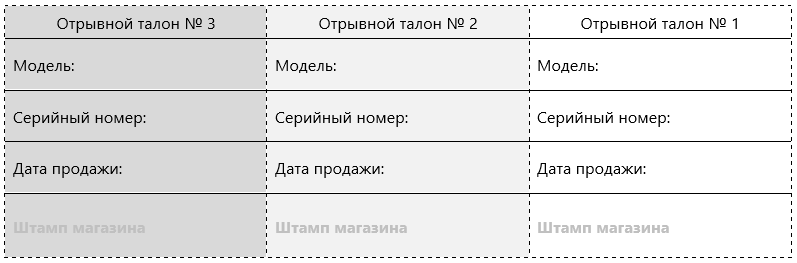 Отрывной талон № 3
Отрывной талон № 2
Отрывной талон № 1
Модель:
Модель:
Модель:
Серийный номер:
Серийный номер:
Серийный номер:
Дата продажи:
Дата продажи:
Дата продажи:
Штамп магазина
Штамп магазина
Штамп магазина